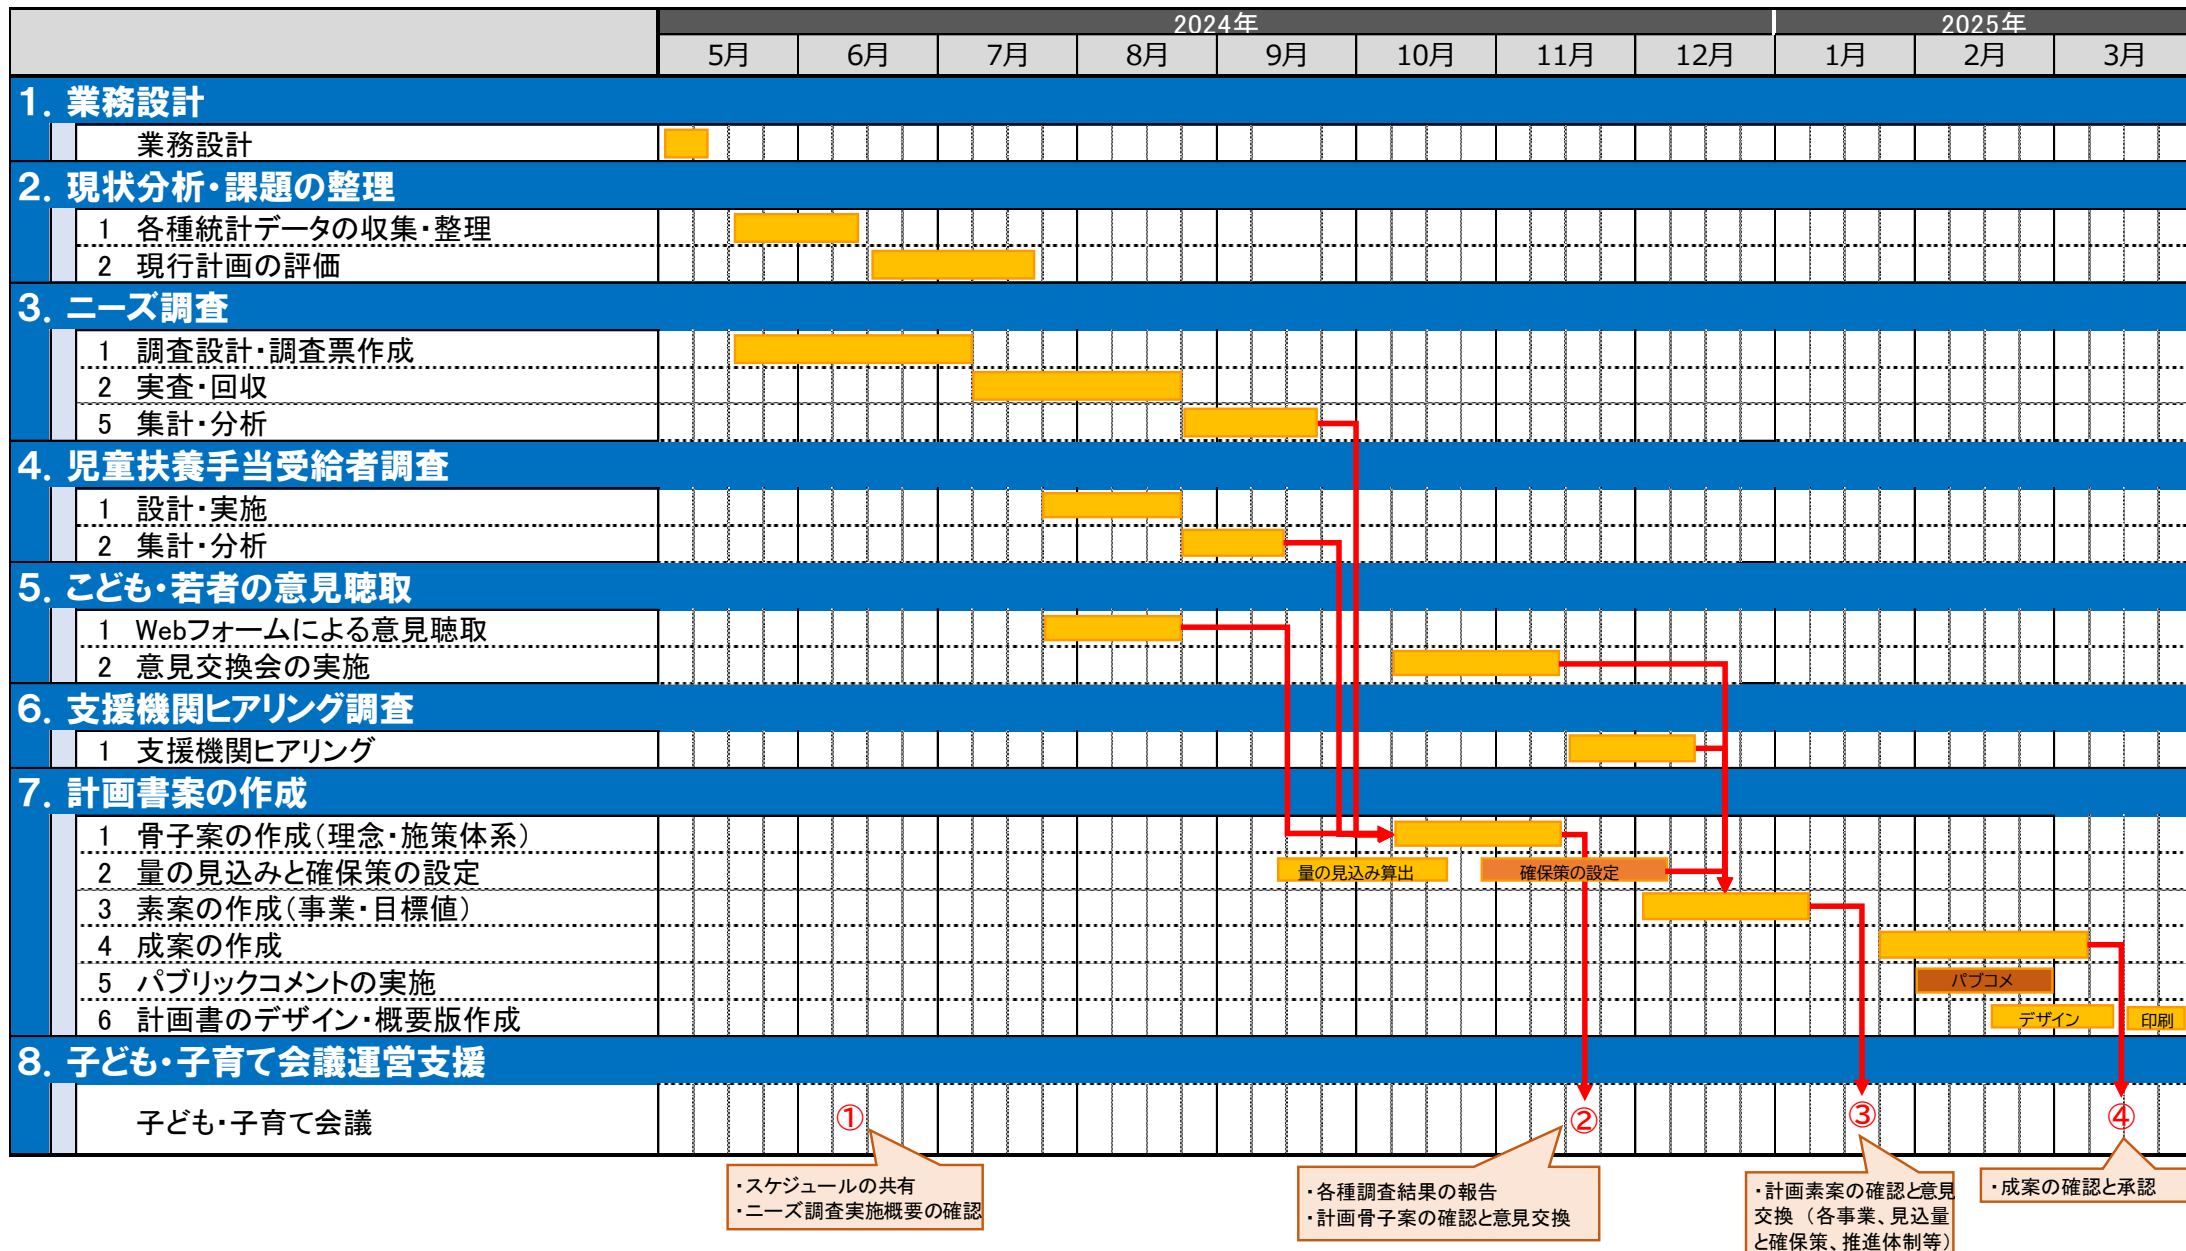 2024年 2025年
5月 6月 7月 8月 9月 10月 11月 12月 1月 2月 3月
1．業務設計
業務設計
2．現状分析・課題の整理
1 各種統計データの収集・整理
2 現行計画の評価
3．ニーズ調査
1 調査設計・調査票作成
2 実査・回収
5 集計・分析
4．児童扶養手当受給者調査
1 設計・実施
2 集計・分析
5．こども・若者の意見聴取
1 Webフォームによる意見聴取
2 意見交換会の実施
6．支援機関ヒアリング調査
1 支援機関ヒアリング
7．計画書案の作成
1 骨子案の作成（理念・施策体系）
2 量の見込みと確保策の設定 量の見込み算出 確保策の設定
3 素案の作成（事業・目標値）
4 成案の作成
5 パブリックコメントの実施 パブコメ
6 計画書のデザイン・概要版作成 デザイン 印刷
8．子ども・子育て会議運営支援
子ども・子育て会議 ① ② ③ ④
・スケジュールの共有
・ニーズ調査実施概要の確認
・各種調査結果の報告
・計画骨子案の確認と意見交換
・計画素案の確認と意見
交換（各事業、見込量
と確保策、推進体制等）
・成案の確認と承認